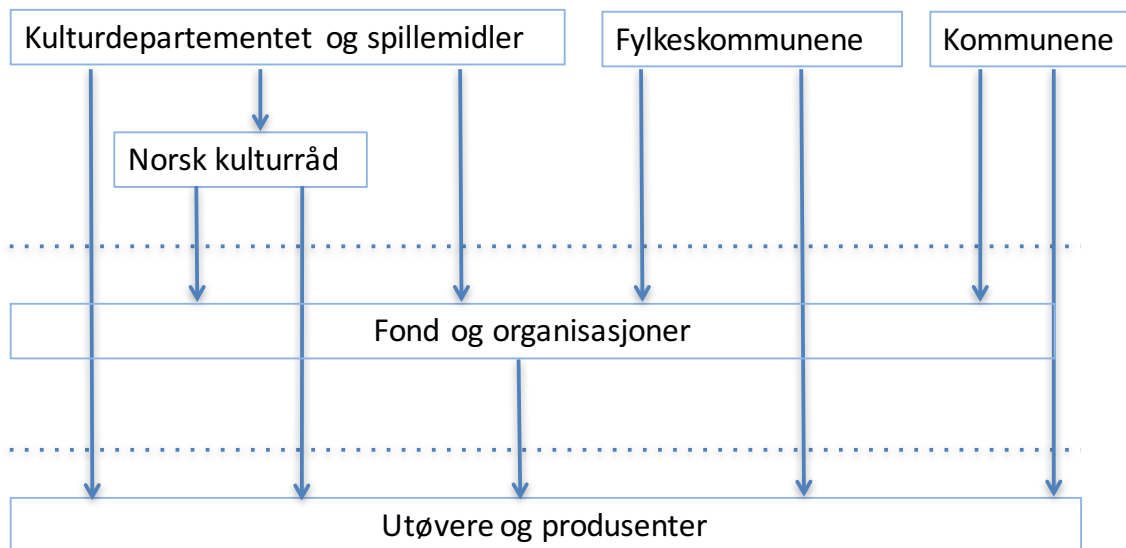 Kulturdepartementet og spillemidler
Fylkeskommunene
Kommunene
Norsk kulturråd
Fond og organisasjoner
Utøvere og produsenter